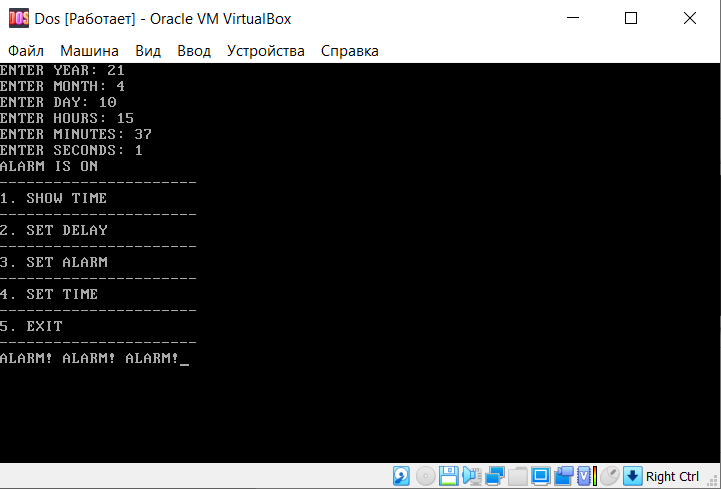 DOS Dos [Работает] - Oracle VM VirtualBox
Файл Машина Вид Ввод Устройства Справка
ENTER YEAR: 21
ENTER MONTH: 4
ENTER DAY: 10
ENTER HOURS: 15
ENTER MINUTES: 37
ENTER SECONDS: 1
ALARM IS ON
----------------------
1. SHOW TIME
----------------------
2. SET DELAY
----------------------
3. SET ALARM
----------------------
4. SET TIME
----------------------
5. EXIT
----------------------
ALARM! ALARM! ALARM!_
Right Ctrl